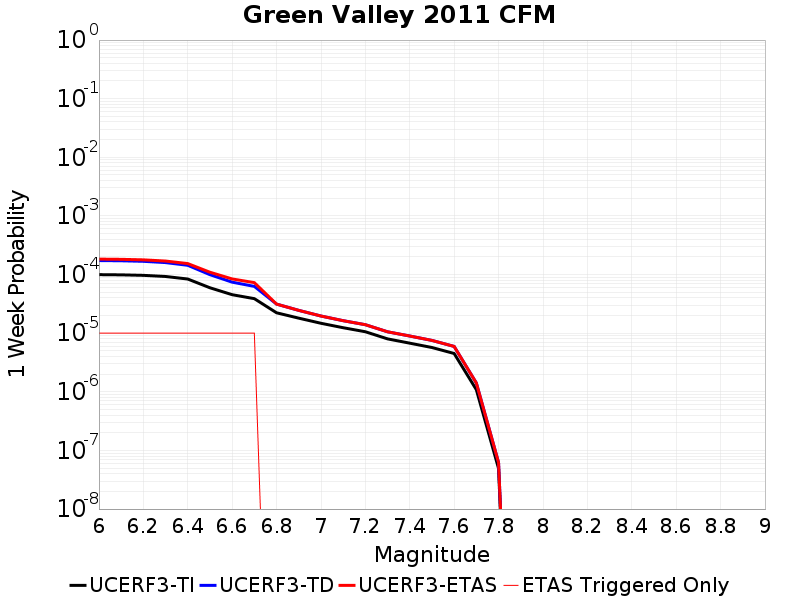 Green Valley 2011 CFM
1 Week Probability
10^0
10^-1
10^-2
10^-3
10^-4
10^-5
10^-6
10^-7
10^-8
6 6.2 6.4 6.6 6.8 7 7.2 7.4 7.6 7.8 8 8.2 8.4 8.6 8.8 9
Magnitude
UCERF3-TI UCERF3-TD UCERF3-ETAS ETAS Triggered Only